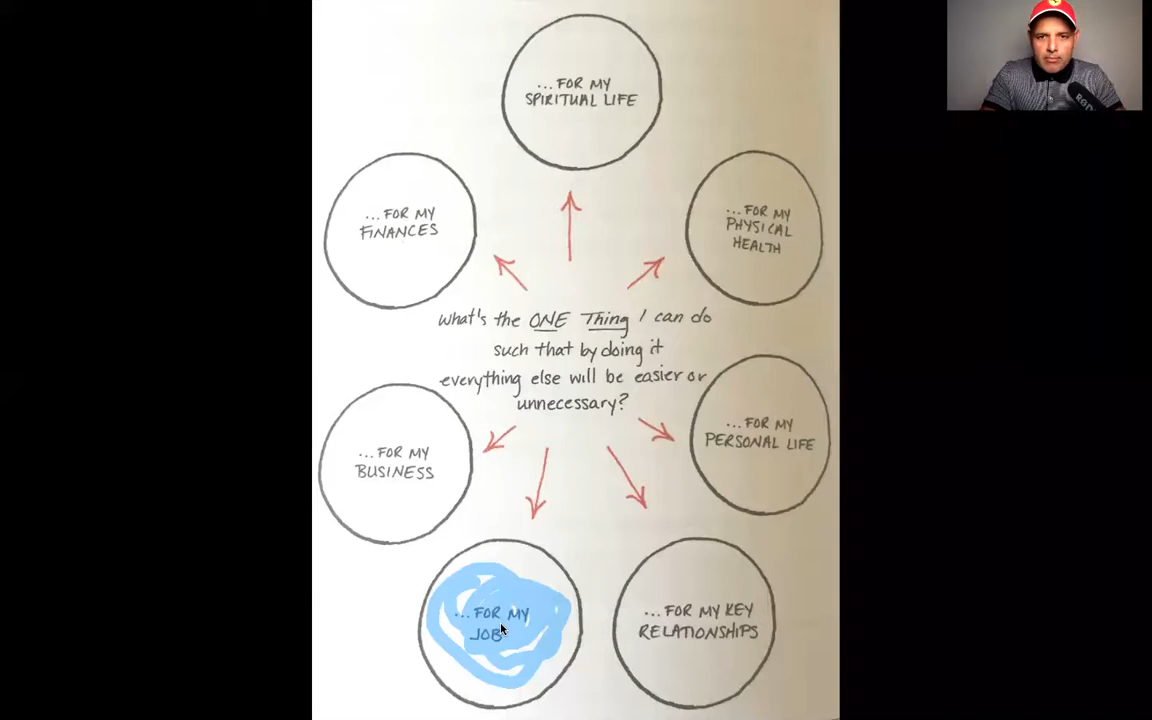 ...FOR MY
SPIRITUAL LIFE
...FOR MY
FINANCES
...FOR MY
PHYSICAL
HEALTH
what's the ONE Thing I can do
such that by doing it
everything else will be easier or
unnecessary?
...FOR MY
PERSONAL LIFE
...FOR MY
BUSINESS
...FOR MY
JOB
...FOR MY KEY
RELATIONSHIPS